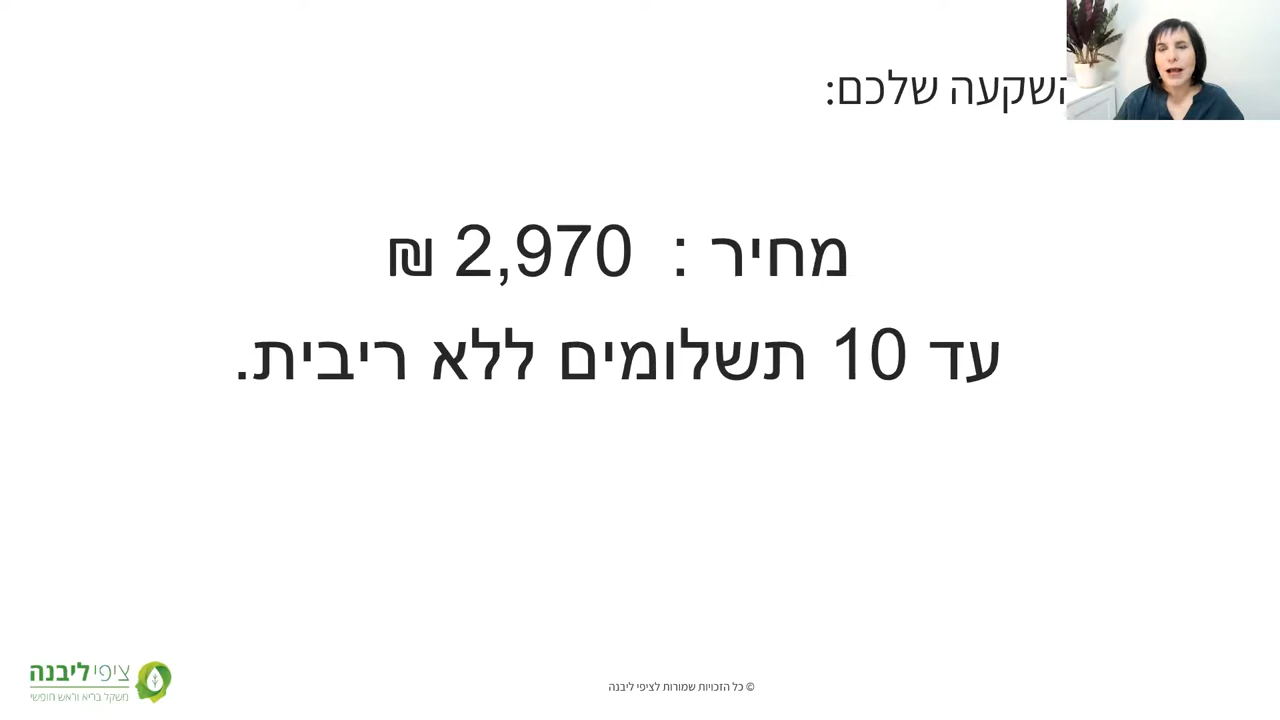 השקעה שלכם:
מחיר : 2,970 ₪
עד 10 תשלומים ללא ריבית.
ציפי ליבנה
משקל בריא וראש חופשי
© כל הזכויות שמורות לציפי ליבנה